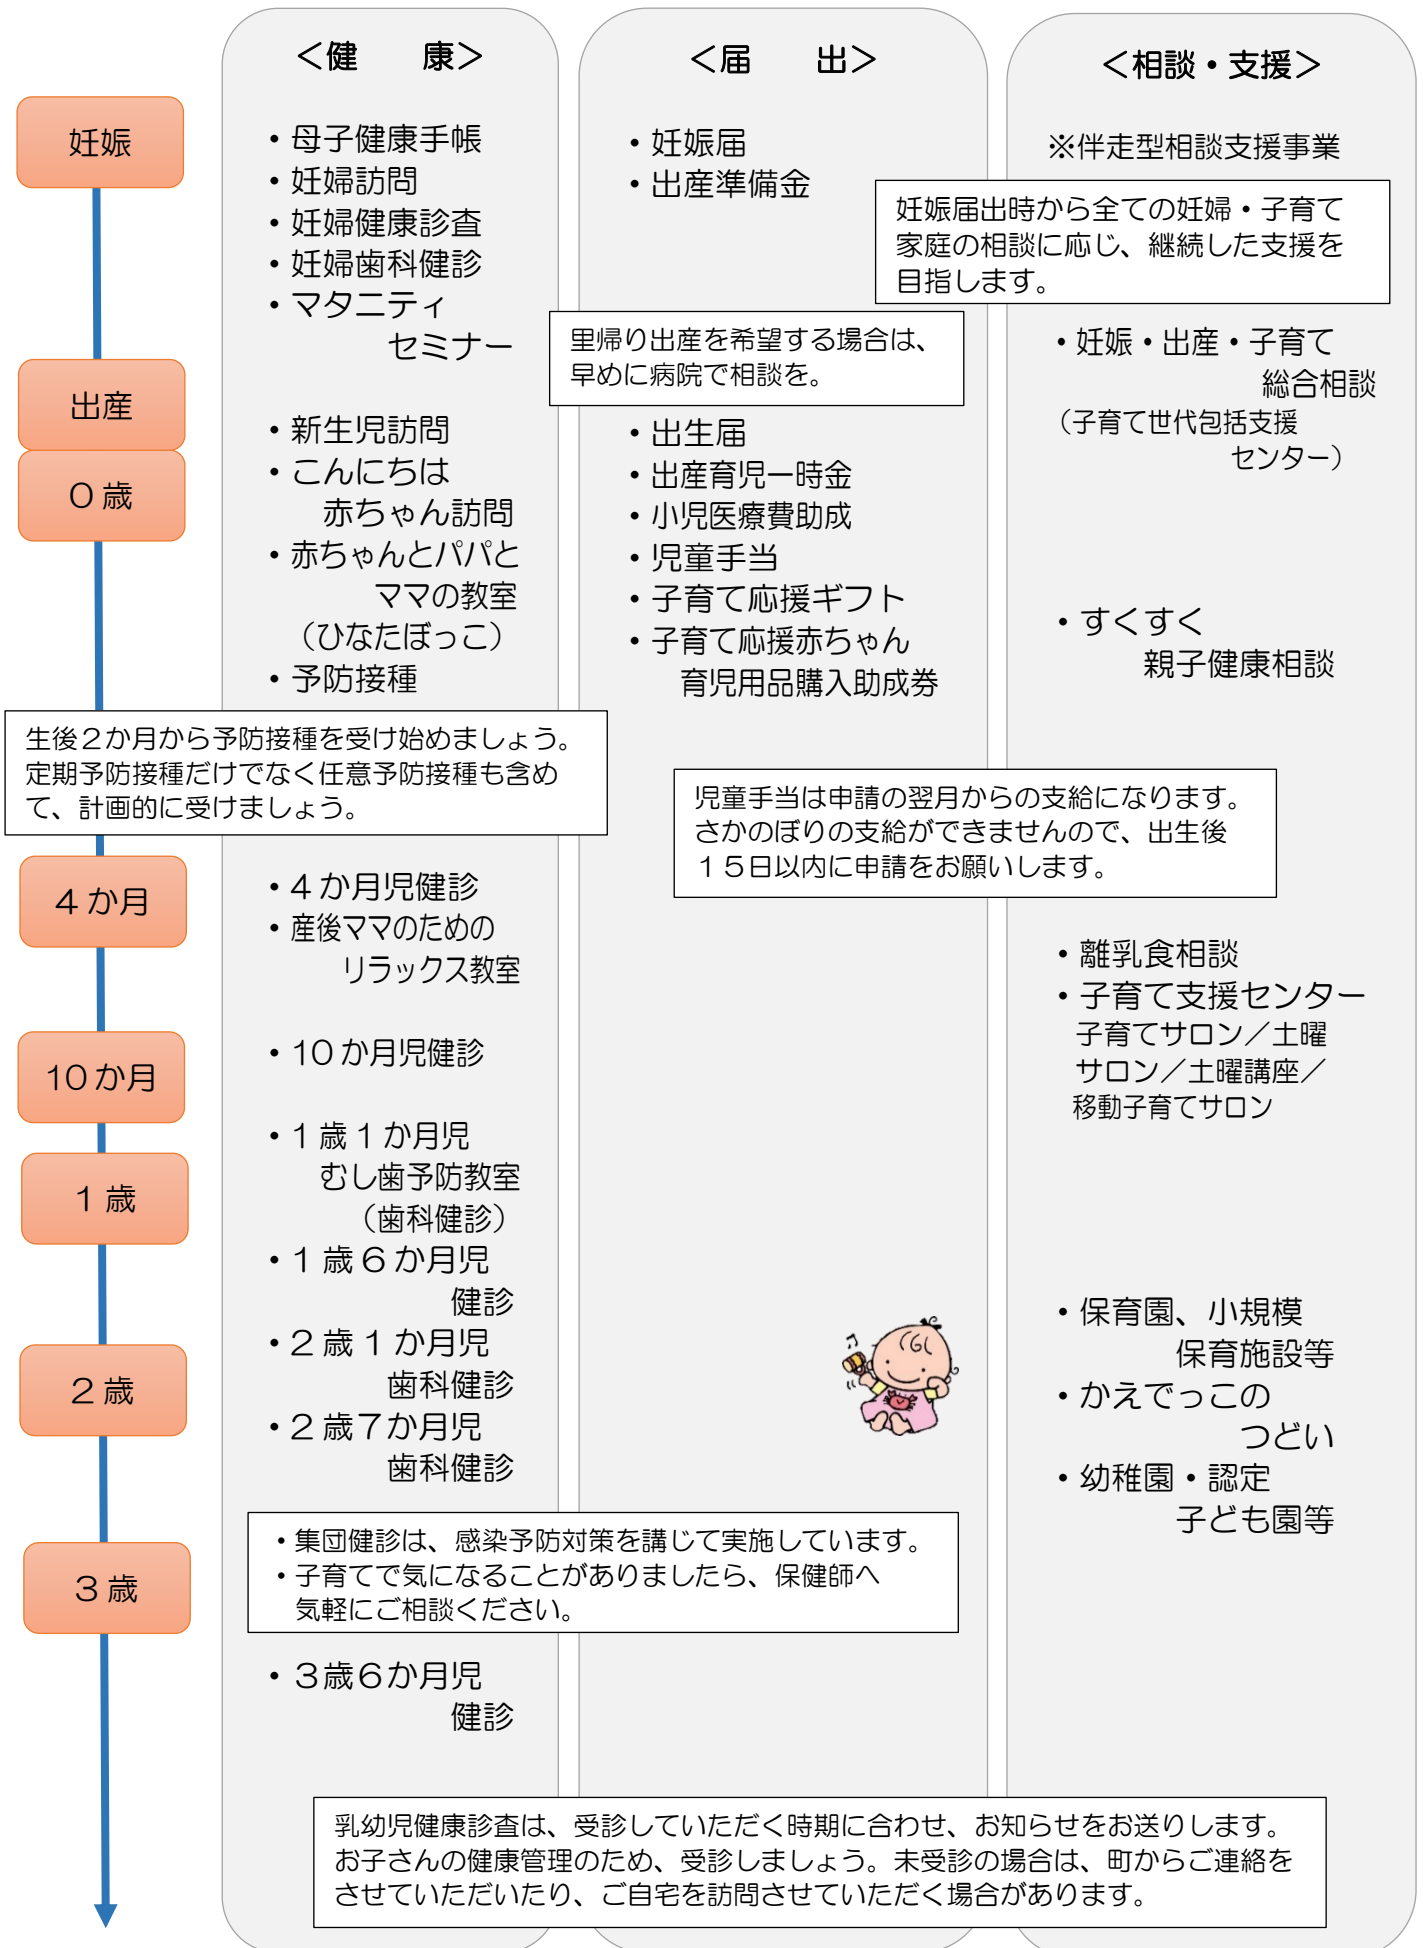 ＜健　　康＞
＜届　　出＞
＜相談・支援＞
妊娠
出産
０歳
４か月
10か月
１歳
２歳
３歳
・母子健康手帳
・妊婦訪問
・妊婦健康診査
・妊婦歯科健診
・マタニティ
セミナー
・新生児訪問
・こんにちは
赤ちゃん訪問
・赤ちゃんとパパと
ママの教室
（ひなたぼっこ）
・予防接種
生後２か月から予防接種を受け始めましょう。
定期予防接種だけでなく任意予防接種も含め
て、計画的に受けましょう。
・４か月児健診
・産後ママのための
リラックス教室
・10か月児健診
・１歳１か月児
むし歯予防教室
（歯科健診）
・１歳６か月児
健診
・２歳１か月児
歯科健診
・２歳７か月児
歯科健診
・集団健診は、感染予防対策を講じて実施しています。
・子育てで気になることがありましたら、保健師へ
気軽にご相談ください。
・３歳６か月児
健診
・妊娠届
・出産準備金
里帰り出産を希望する場合は、
早めに病院で相談を。
・出生届
・出産育児一時金
・小児医療費助成
・児童手当
・子育て応援ギフト
・子育て応援赤ちゃん
育児用品購入助成券
児童手当は申請の翌月からの支給になります。
さかのぼりの支給ができませんので、出生後
１５日以内に申請をお願いします。
※伴走型相談支援事業
妊娠届出時から全ての妊婦・子育て
家庭の相談に応じ、継続した支援を
目指します。
・妊娠・出産・子育て
総合相談
（子育て世代包括支援
センター）
・すくすく
親子健康相談
・離乳食相談
・子育て支援センター
子育てサロン／土曜
サロン／土曜講座／
移動子育てサロン
・保育園、小規模
保育施設等
・かえでっこの
つどい
・幼稚園・認定
子ども園等
乳幼児健康診査は、受診していただく時期に合わせ、お知らせをお送りします。
お子さんの健康管理のため、受診しましょう。未受診の場合は、町からご連絡を
させていただいたり、ご自宅を訪問させていただく場合があります。